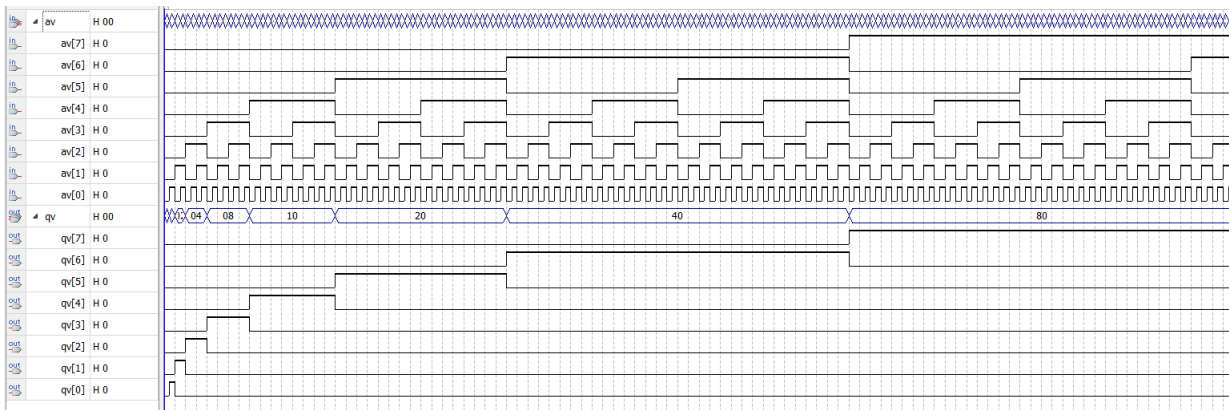 av H 00
av[7] H 0
av[6] H 0
av[5] H 0
av[4] H 0
av[3] H 0
av[2] H 0
av[1] H 0
av[0] H 0
qv H 00 04 08 10 20 40 80
qv[7] H 0
qv[6] H 0
qv[5] H 0
qv[4] H 0
qv[3] H 0
qv[2] H 0
qv[1] H 0
qv[0] H 0